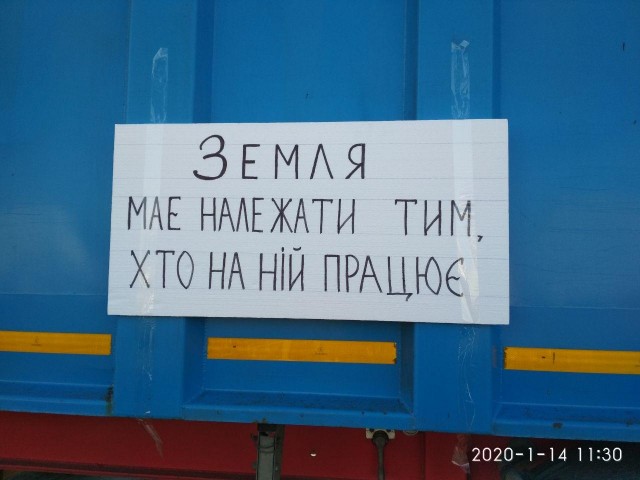 ЗЕМЛЯ
МАЄ НАЛЕЖАТИ ТИМ,
ХТО НА НІЙ ПРАЦЮЄ
2020-1-14 11:30